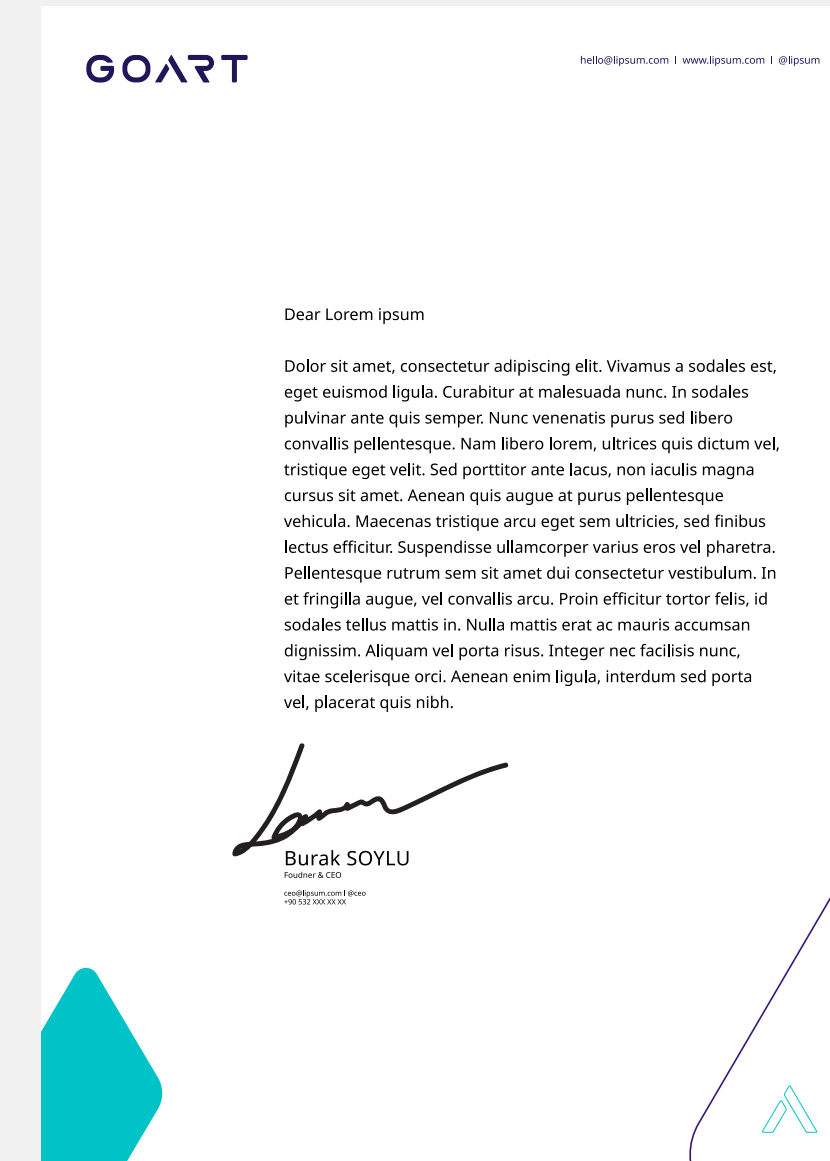 GOART
hello@lipsum.com | www.lipsum.com | @lipsum
Dear Lorem ipsum
Dolor sit amet, consectetur adipiscing elit. Vivamus a sodales est,
eget euismod ligula. Curabitur at malesuada nunc. In sodales
pulvinar ante quis semper. Nunc venenatis purus sed libero
convallis pellentesque. Nam libero lorem, ultrices quis dictum vel,
tristique eget velit. Sed porttitor ante lacus, non iaculis magna
cursus sit amet. Aenean quis augue at purus pellentesque
vehicula. Maecenas tristique arcu eget sem ultricies, sed finibus
lectus efficitur. Suspendisse ullamcorper varius eros vel pharetra.
Pellentesque rutrum sem sit amet dui consectetur vestibulum. In
et fringilla augue, vel convallis arcu. Proin efficitur tortor felis, id
sodales tellus mattis in. Nulla mattis erat ac mauris accumsan
dignissim. Aliquam vel porta risus. Integer nec facilisis nunc,
vitae scelerisque orci. Aenean enim ligula, interdum sed porta
vel, placerat quis nibh.
Burak SOYLU
Foudner & CEO
ceo@lipsum.com | @ceo
+90 532 XXX XX XX